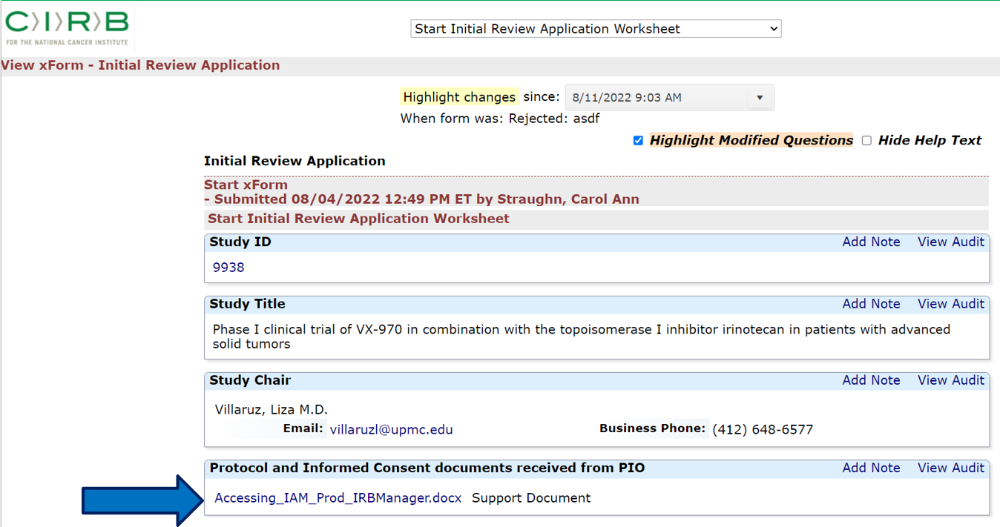 C I R B
FOR THE NATIONAL CANCER INSTITUTE
Start Initial Review Application Worksheet
View xForm - Initial Review Application
Highlight changes since: 8/11/2022 9:03 AM
When form was: Rejected: asdf
Highlight Modified Questions Hide Help Text
Initial Review Application
Start xForm
- Submitted 08/04/2022 12:49 PM ET by Straughn, Carol Ann
Start Initial Review Application Worksheet
Study ID Add Note View Audit
9938
Study Title Add Note View Audit
Phase I clinical trial of VX-970 in combination with the topoisomerase I inhibitor irinotecan in patients with advanced
solid tumors
Study Chair Add Note View Audit
Villaruz, Liza M.D.
Email: villaruzl@upmc.edu Business Phone: (412) 648-6577
Protocol and Informed Consent documents received from PIO Add Note View Audit
Accessing_IAM_Prod_IRBManager.docx Support Document